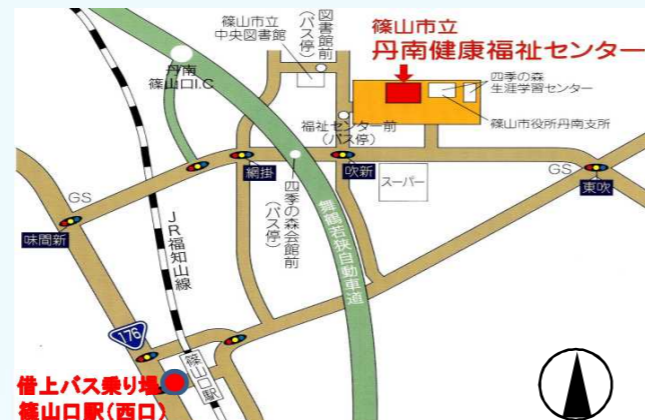 篠山市立
中央図書館
図書館前
(バス停)
篠山市立
丹南健康福祉センター
丹南
篠山口I.C
四季の森
生涯学習センター
福祉センター前
(バス停)
篠山市役所丹南支所
網掛
吹新
スーパー
GS
東吹
GS
味間新
四季の森会館前
(バス停)
JR福知山線
舞鶴若狭自動車道
176
篠山口駅
借上バス乗り場
篠山口駅(西口)